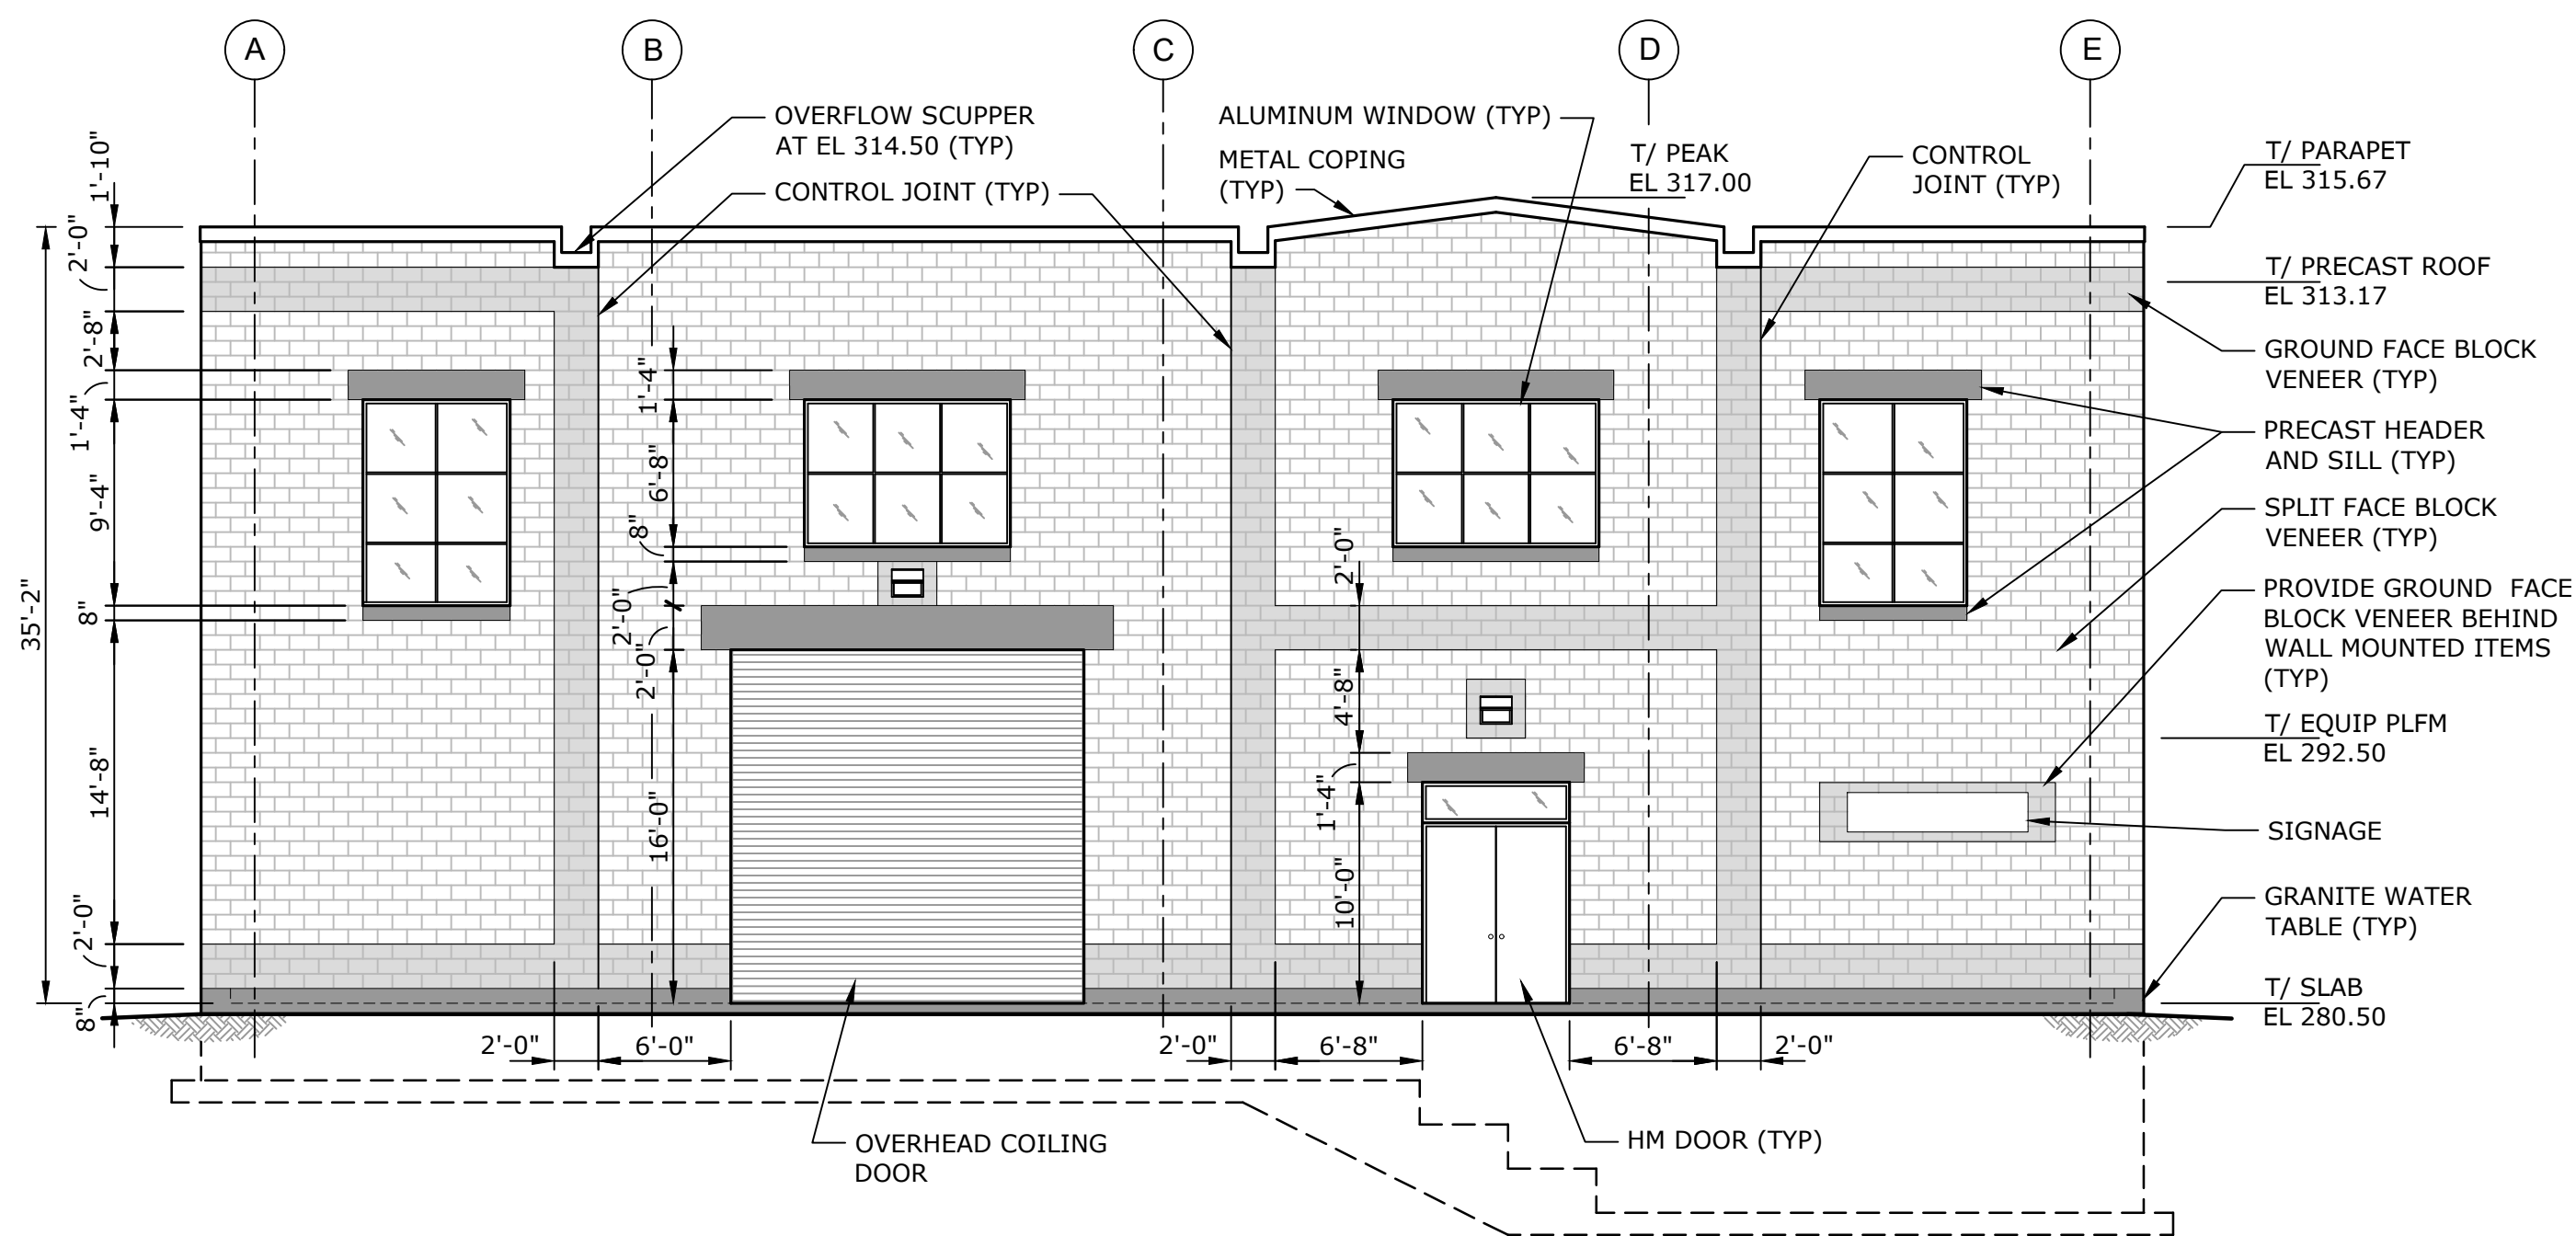 A
B
C
D
E
OVERFLOW SCUPPER
AT EL 314.50 (TYP)
CONTROL JOINT (TYP)
ALUMINUM WINDOW (TYP)
METAL COPING
(TYP)
T/ PEAK
EL 317.00
CONTROL
JOINT (TYP)
T/ PARAPET
EL 315.67
T/ PRECAST ROOF
EL 313.17
GROUND FACE BLOCK
VENEER (TYP)
PRECAST HEADER
AND SILL (TYP)
SPLIT FACE BLOCK
VENEER (TYP)
PROVIDE GROUND FACE
BLOCK VENEER BEHIND
WALL MOUNTED ITEMS
(TYP)
T/ EQUIP PLFM
EL 292.50
SIGNAGE
GRANITE WATER
TABLE (TYP)
T/ SLAB
EL 280.50
35'-2"
1'-10"
2'-0"
2'-8"
1'-4"
9'-4"
8"
14'-8"
2'-0"
8"
1'-4"
6'-8"
8"
2'-0"
2'-0"
16'-0"
2'-0"
4'-8"
1'-4"
10'-0"
2'-0"
6'-0"
2'-0"
6'-8"
6'-8"
2'-0"
OVERHEAD COILING
DOOR
HM DOOR (TYP)